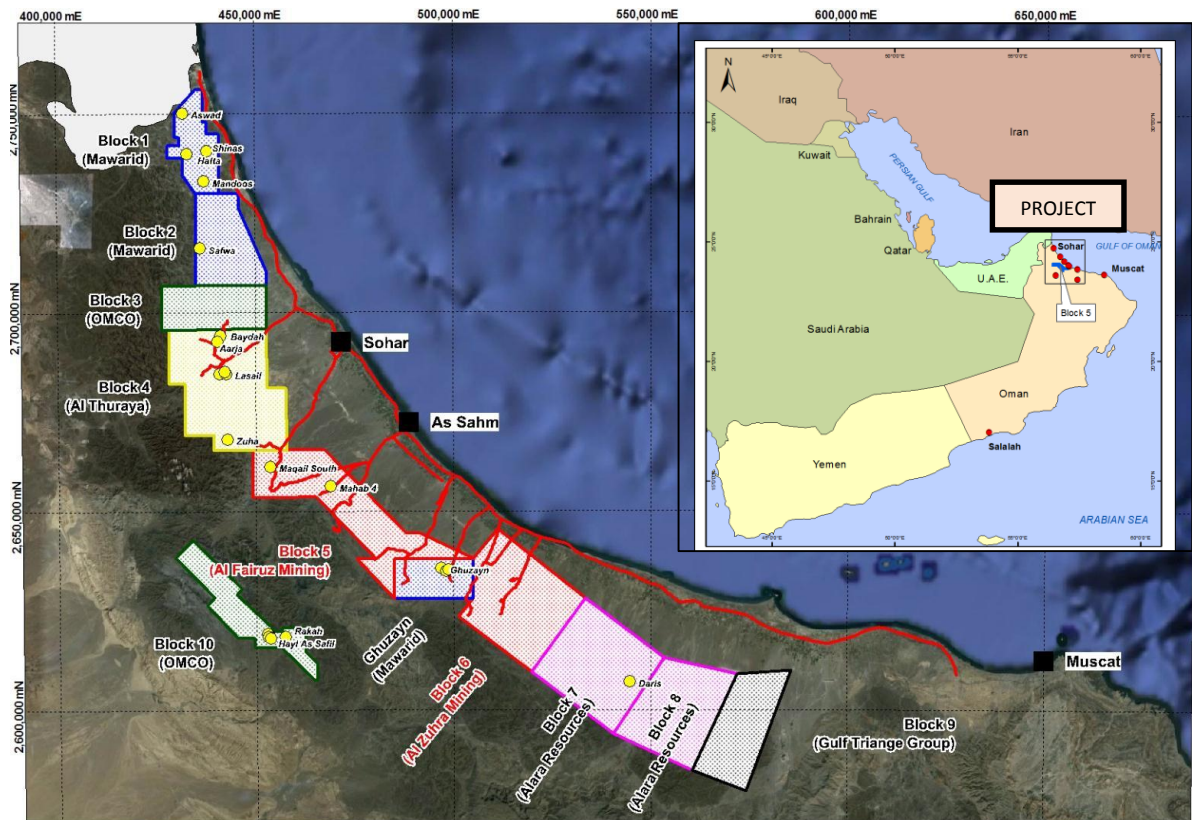 400,000 mE
450,000 mE
500,000 mE
550,000 mE
600,000 mE
650,000 mE
2,750,000 mN
2,700,000 mN
2,650,000 mN
2,600,000 mN
Aswad
Block 1
(Mawarid)
Shinas
Hatta
Mandoos
Block 2
(Mawarid)
Safwa
Block 3
(OMCO)
Baydah
Aarja
Sohar
Block 4
(Al Thuraya)
Lasail
As Sahm
Zuha
Maqail South
Mahab 4
Block 5
(Al Fairuz Mining)
Ghuzayn
Block 10
(OMCO)
Rakah
Hayl As Safil
Ghuzayn
(Mawarid)
Block 6
(Al Zuhra Mining)
Daris
Block 7
(Alara Resources)
Block 8
(Alara Resources)
Block 9
(Gulf Triange Group)
Muscat
N
Iraq
Iran
Kuwait
PERSIAN GULF
PROJECT
Bahrain
Qatar
Sohar
GULF OF OMAN
Muscat
U.A.E.
Block 5
Saudi Arabia
Oman
Salalah
Yemen
ARABIAN SEA